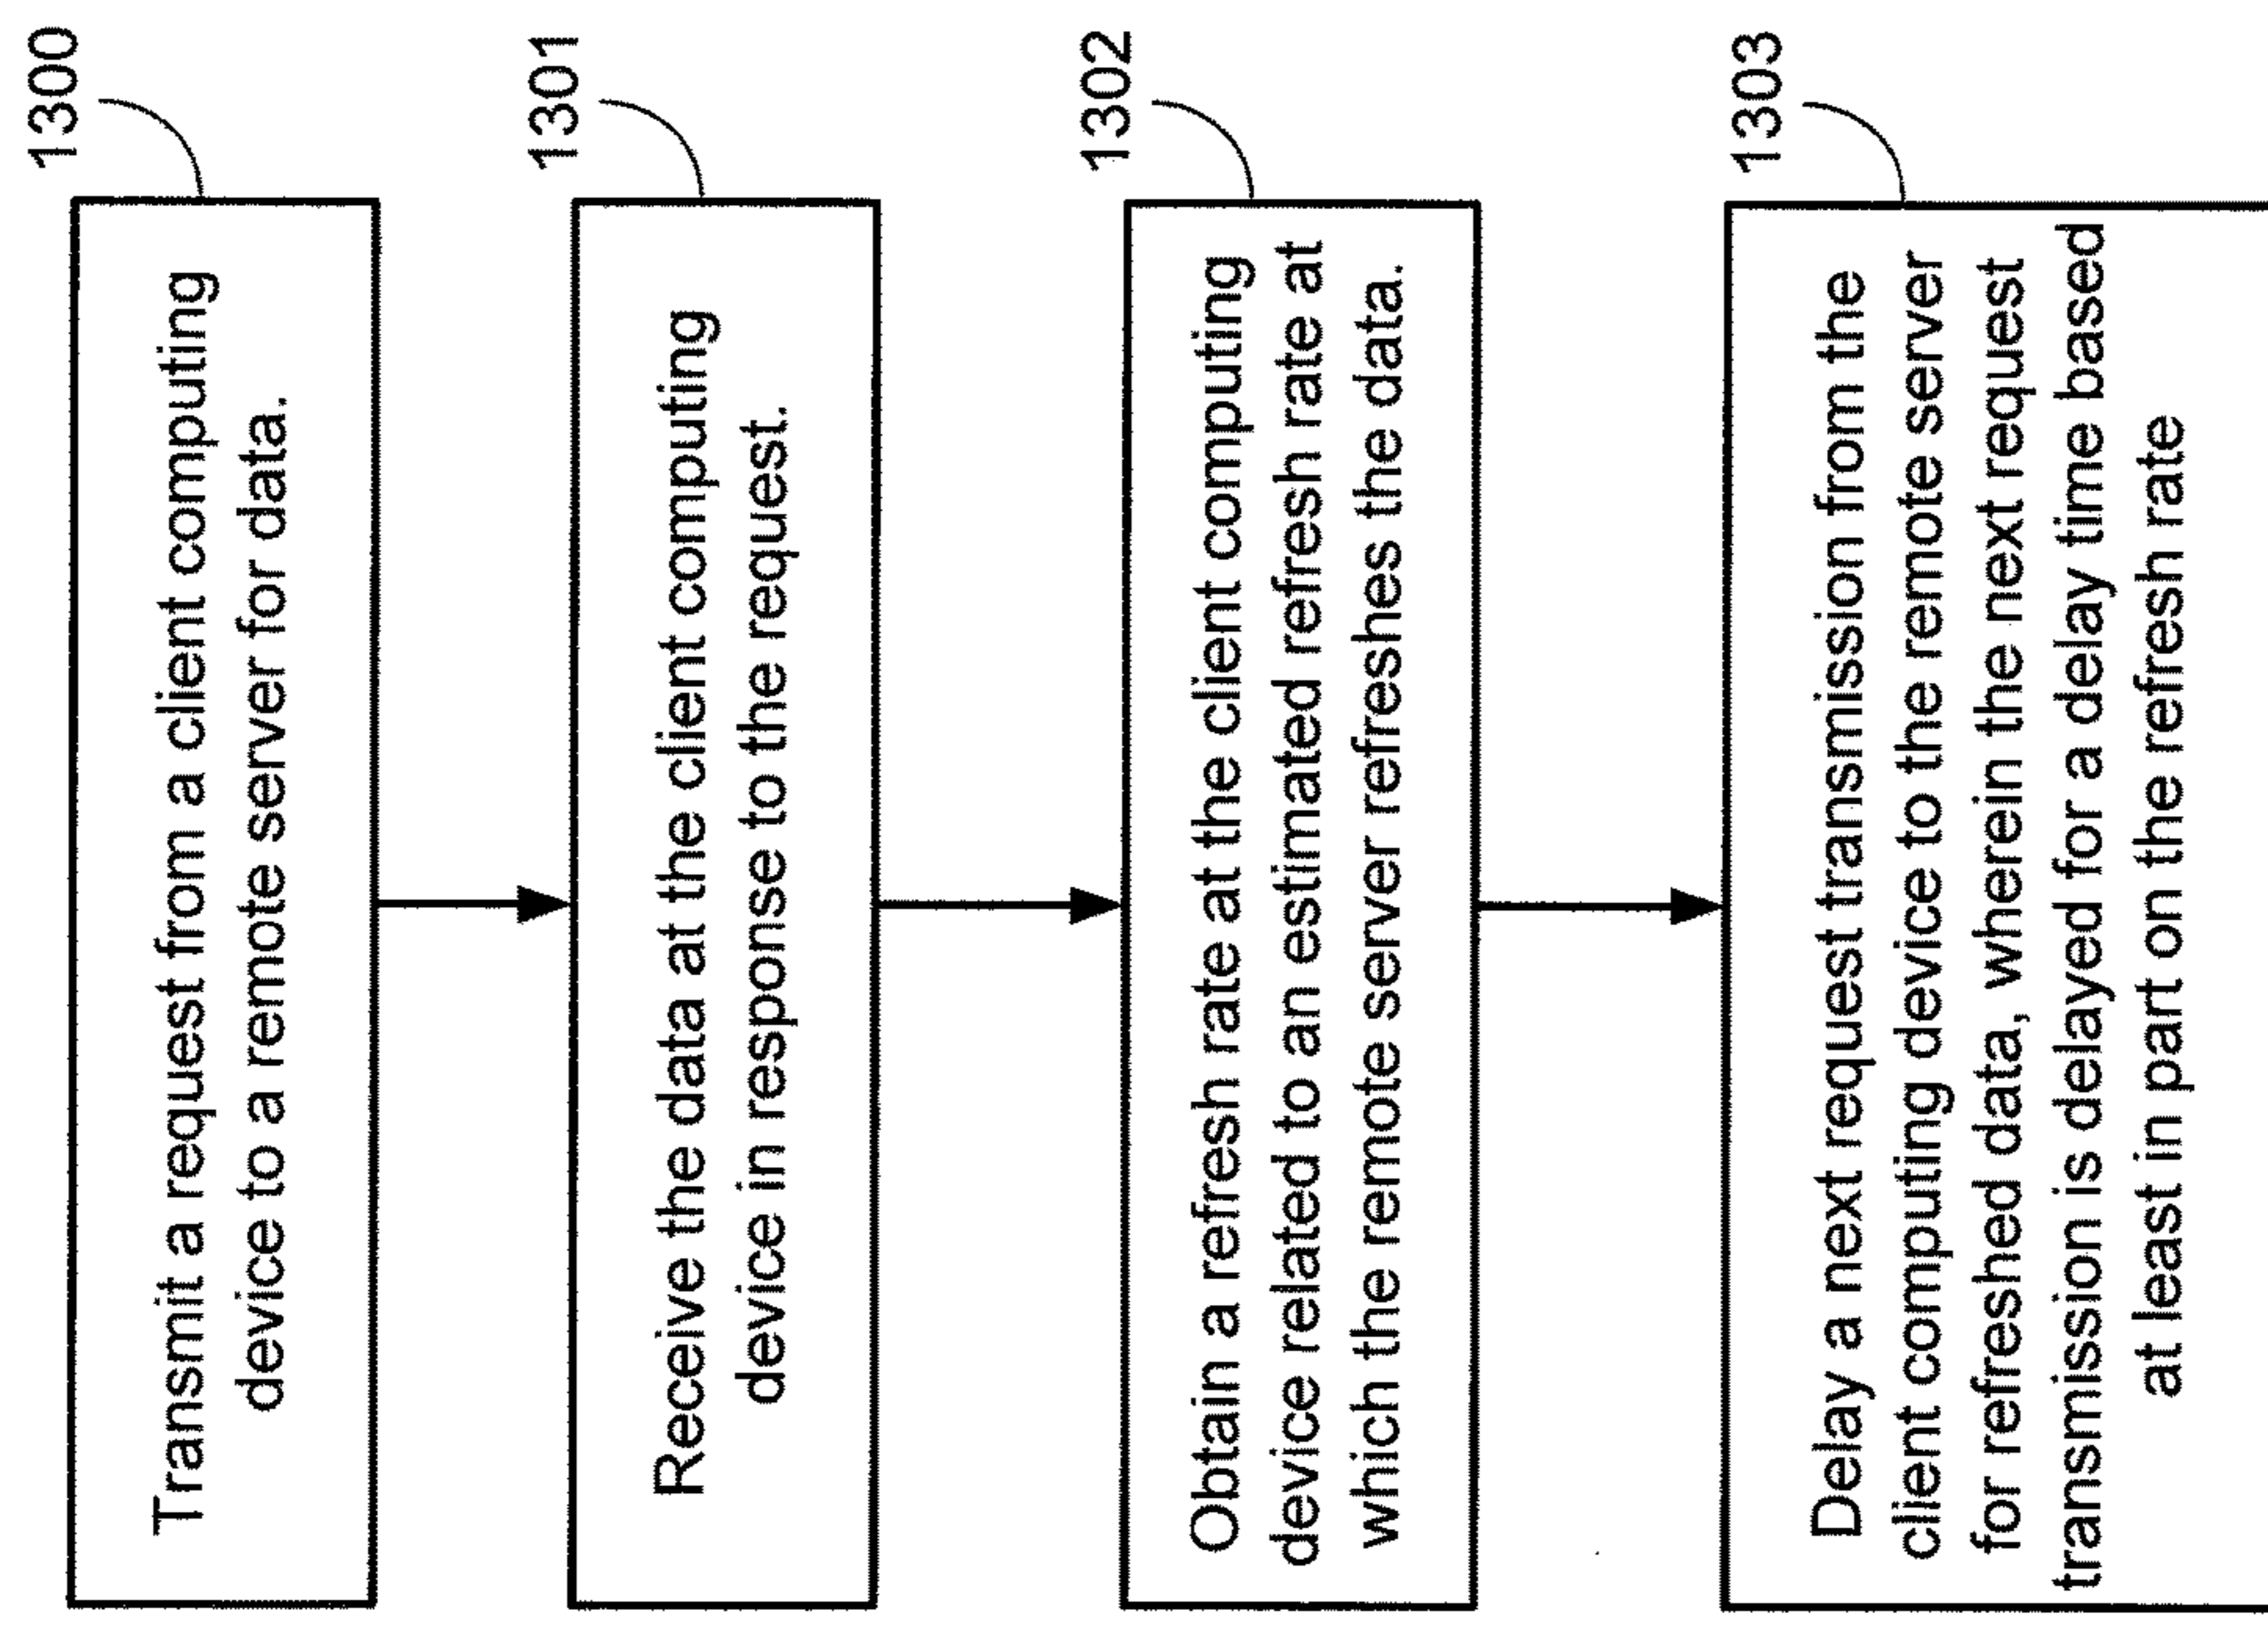 1300
Transmit a request from a client computing
device to a remote server for data.
1301
Receive the data at the client computing
device in response to the request.
1302
Obtain a refresh rate at the client computing
device related to an estimated refresh rate at
which the remote server refreshes the data.
1303
Delay a next request transmission from the
client computing device to the remote server
for refreshed data, wherein the next request
transmission is delayed for a delay time based
at least in part on the refresh rate